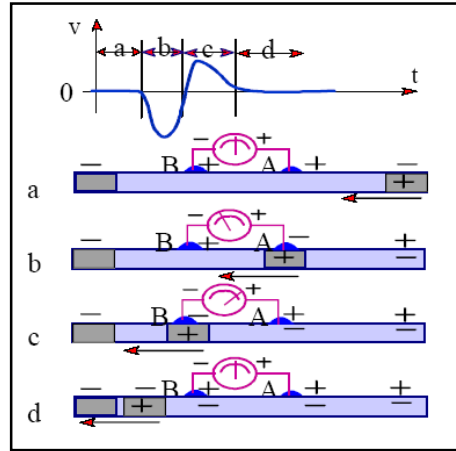 v
a b c d
0 t
− +
− B + A + −
+
a
− +
B + A − +
− + −
b
− +
− B − A + +
+ − −
c
− +
− − B + A + +
+ − − −
d